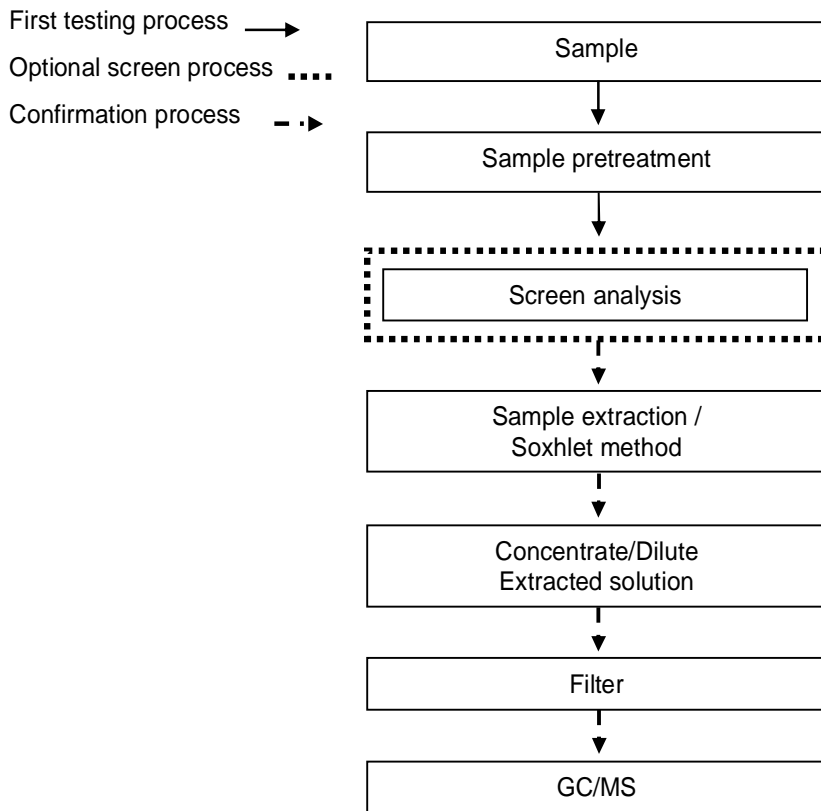 First testing process
Optional screen process
Confirmation process
Sample
Sample pretreatment
Screen analysis
Sample extraction /
Soxhlet method
Concentrate/Dilute
Extracted solution
Filter
GC/MS